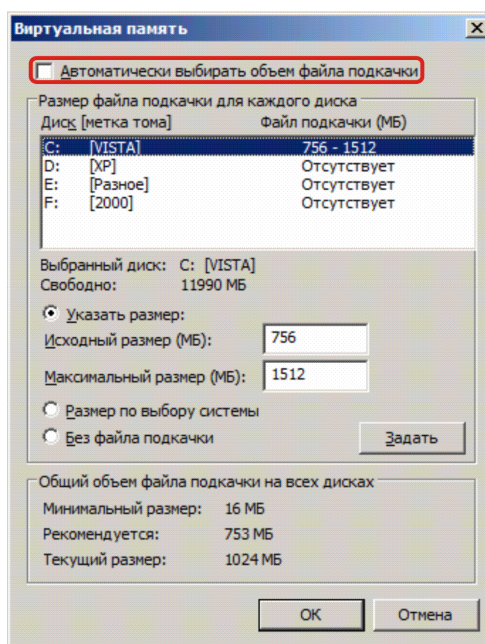 Виртуальная память
Автоматически выбирать объем файла подкачки
Размер файла подкачки для каждого диска
Диск [метка тома] Файл подкачки (МБ)
C: [VISTA] 756 - 1512
D: [XP] Отсутствует
E: [Разное] Отсутствует
F: [2000] Отсутствует
Выбранный диск: C: [VISTA]
Свободно: 11990 МБ
Указать размер:
Исходный размер (МБ): 756
Максимальный размер (МБ): 1512
Размер по выбору системы
Без файла подкачки Задать
Общий объем файла подкачки на всех дисках
Минимальный размер: 16 МБ
Рекомендуется: 753 МБ
Текущий размер: 1024 МБ
ОК Отмена